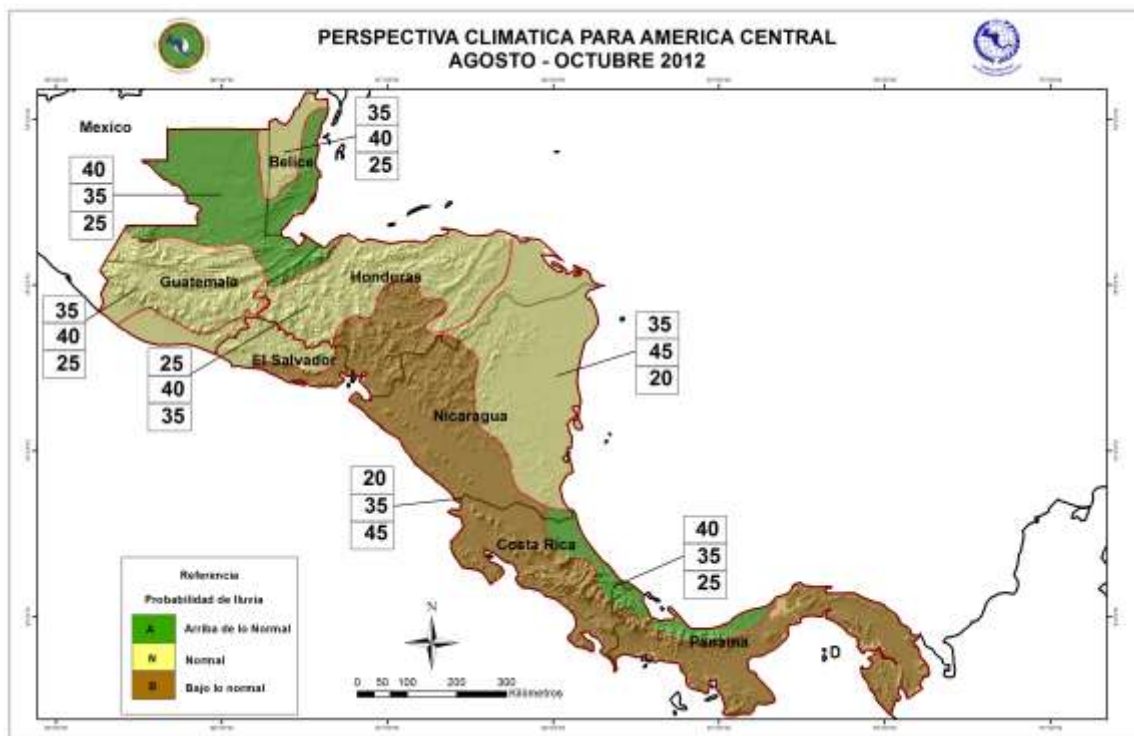 PERSPECTIVA CLIMATICA PARA AMERICA CENTRAL
AGOSTO - OCTUBRE 2012
Mexico
35
40
25
Belice
40
35
25
Guatemala
Honduras
35
40
25
25
40
35
El Salvador
35
45
20
Nicaragua
20
35
45
Costa Rica
40
35
25
Panama
Referencia
Probabilidad de lluvia
A Arriba de lo Normal
N Normal
B Bajo lo normal
N
0 50 100 200 300
Kilómetros